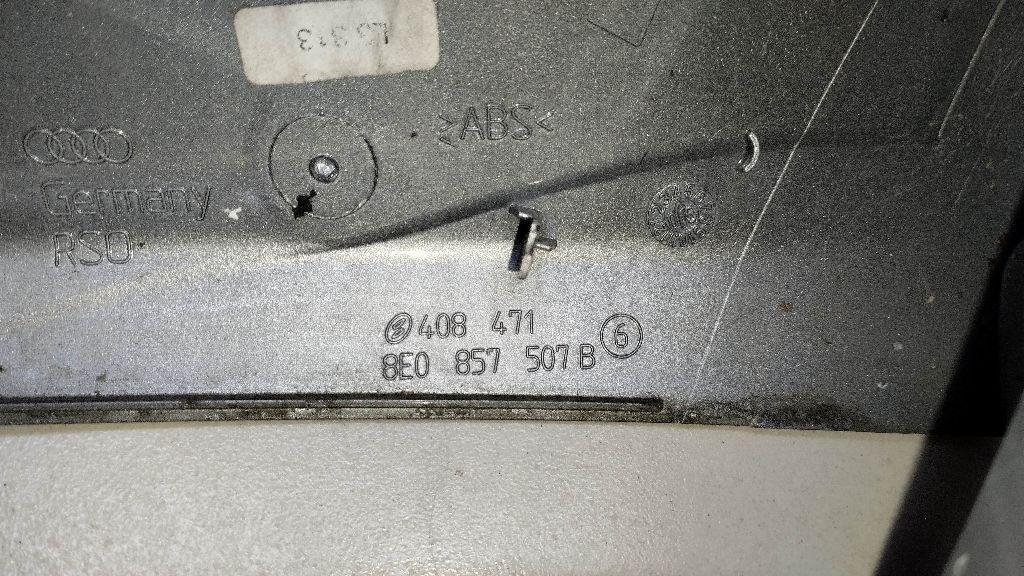 >ABS<
Germany
RSO
408 471
6
8E0 857 507 B